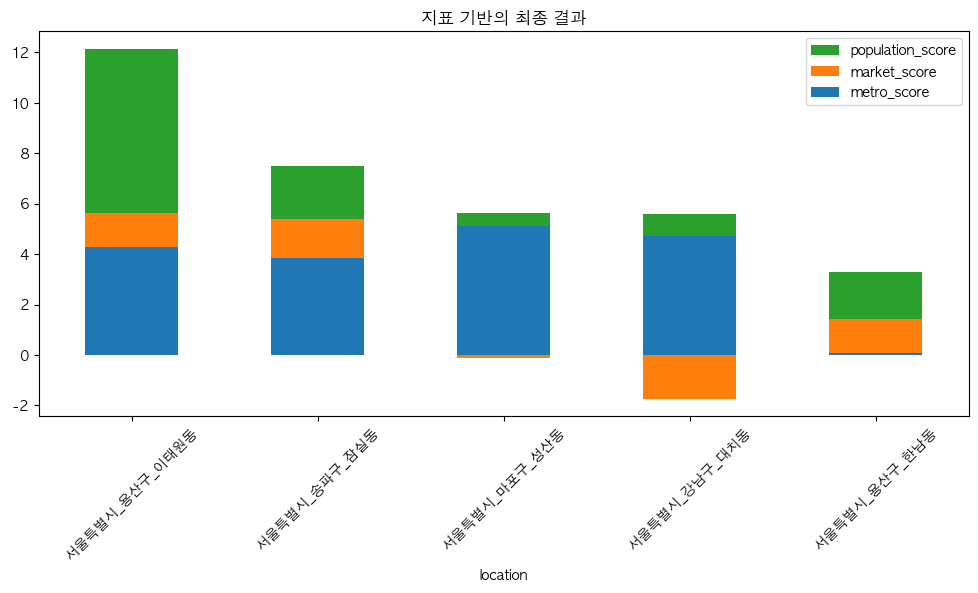 지표 기반의 최종 결과
population_score
market_score
metro_score
12
10
8
6
4
2
0
-2
서울특별시_용산구_이태원동
서울특별시_송파구_잠실동
서울특별시_마포구_성산동
서울특별시_강남구_대치동
서울특별시_용산구_한남동
location